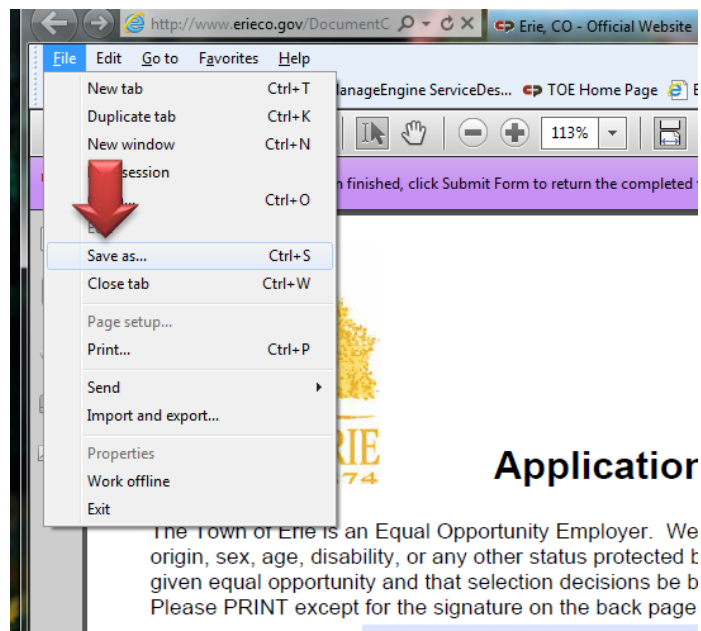 http://www.erieco.gov/DocumentC
Erie, CO - Official Website
File Edit Go to Favorites Help
New tab Ctrl+T
anageEngine ServiceDes... TOE Home Page
Duplicate tab Ctrl+K
New window Ctrl+N
113%
session
n finished, click Submit Form to return the completed
... Ctrl+O
Save as... Ctrl+S
Close tab Ctrl+W
Page setup...
Print... Ctrl+P
Send
Import and export...
Properties
Work offline
Exit
RIE
74
Application
The Town of Erie is an Equal Opportunity Employer. We
origin, sex, age, disability, or any other status protected b
given equal opportunity and that selection decisions be b
Please PRINT except for the signature on the back page